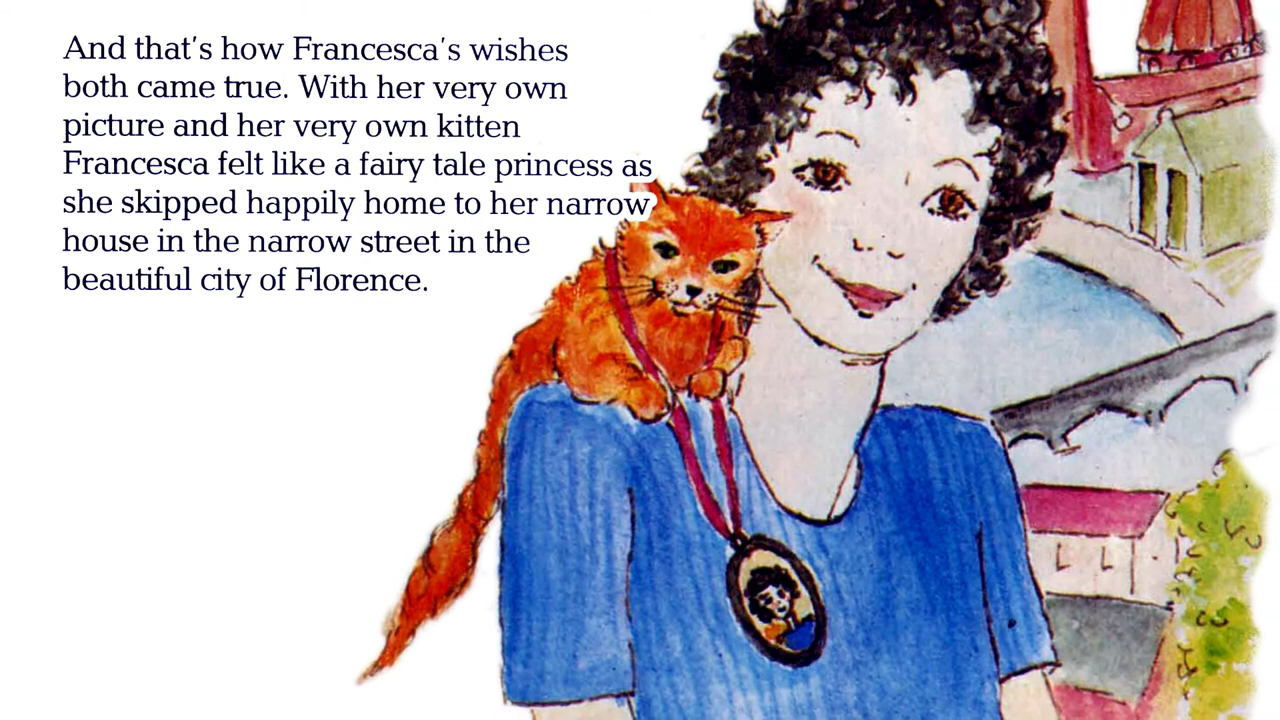 And that's how Francesca's wishes
both came true. With her very own
picture and her very own kitten
Francesca felt like a fairy tale princess as
she skipped happily home to her narrow
house in the narrow street in the
beautiful city of Florence.